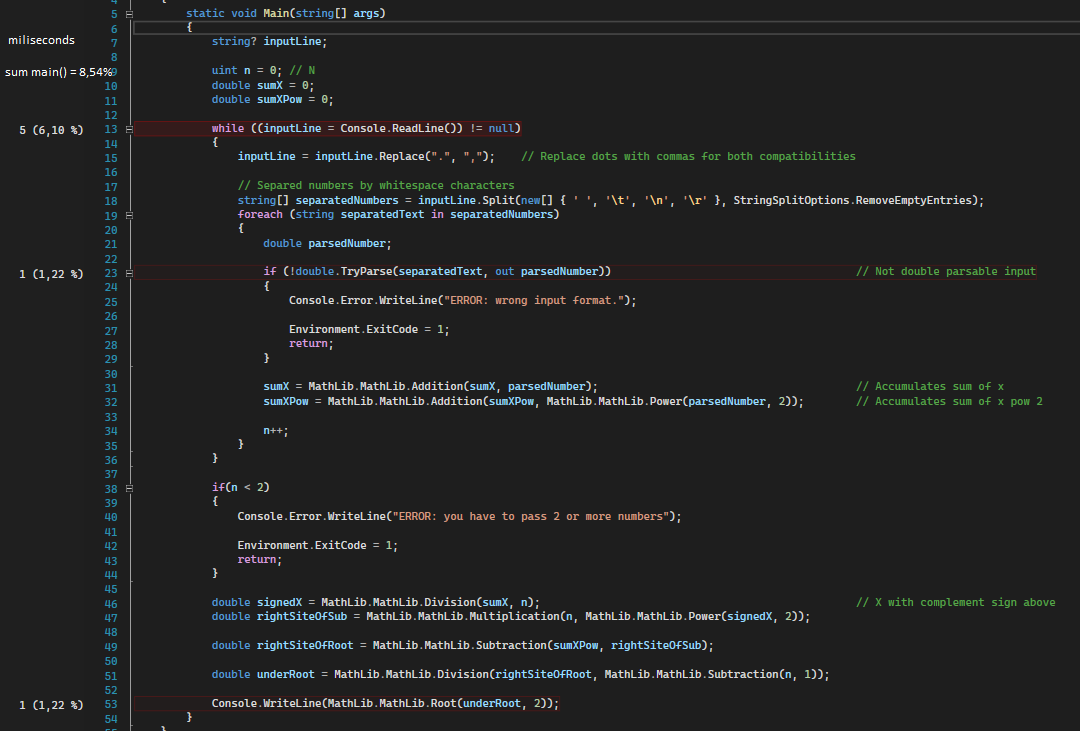 5 static void Main(string[] args)
6 {
7 string? inputLine;
8
9 uint n = 0; // N
10 double sumX = 0;
11 double sumXPow = 0;
12
13 while ((inputLine = Console.ReadLine()) != null)
14 {
15 inputLine = inputLine.Replace(".", ","); // Replace dots with commas for both compatibilities
16
17 // Separed numbers by whitespace characters
18 string[] separatedNumbers = inputLine.Split(new[] { ' ', '\t', '\n', '\r' }, StringSplitOptions.RemoveEmptyEntries);
19 foreach (string separatedText in separatedNumbers)
20 {
21 double parsedNumber;
22
23 if (!double.TryParse(separatedText, out parsedNumber)) // Not double parsable input
24 {
25 Console.Error.WriteLine("ERROR: wrong input format.");
26
27 Environment.ExitCode = 1;
28 return;
29 }
30
31 sumX = MathLib.MathLib.Addition(sumX, parsedNumber); // Accumulates sum of x
32 sumXPow = MathLib.MathLib.Addition(sumXPow, MathLib.MathLib.Power(parsedNumber, 2)); // Accumulates sum of x pow 2
33
34 n++;
35 }
36 }
37
38 if(n < 2)
39 {
40 Console.Error.WriteLine("ERROR: you have to pass 2 or more numbers");
41
42 Environment.ExitCode = 1;
43 return;
44 }
45
46 double signedX = MathLib.MathLib.Division(sumX, n); // X with complement sign above
47 double rightSiteOfSub = MathLib.MathLib.Multiplication(n, MathLib.MathLib.Power(signedX, 2));
48
49 double rightSiteOfRoot = MathLib.MathLib.Subtraction(sumXPow, rightSiteOfSub);
50
51 double underRoot = MathLib.MathLib.Division(rightSiteOfRoot, MathLib.MathLib.Subtraction(n, 1));
52
53 Console.WriteLine(MathLib.MathLib.Root(underRoot, 2));
54 }
miliseconds
sum main() = 8,54%
5 (6,10 %)
1 (1,22 %)
1 (1,22 %)